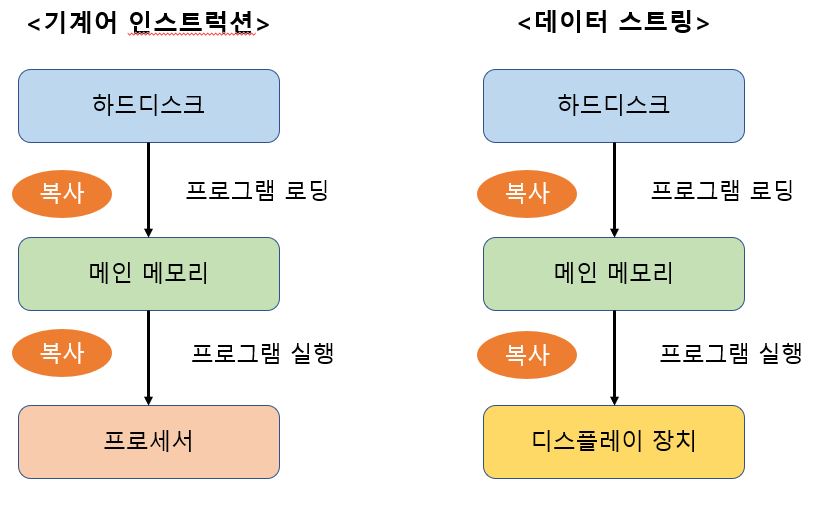 <기계어 인스트럭션>
하드디스크
복사
프로그램 로딩
메인 메모리
복사
프로그램 실행
프로세서
<데이터 스트링>
하드디스크
복사
프로그램 로딩
메인 메모리
복사
프로그램 실행
디스플레이 장치